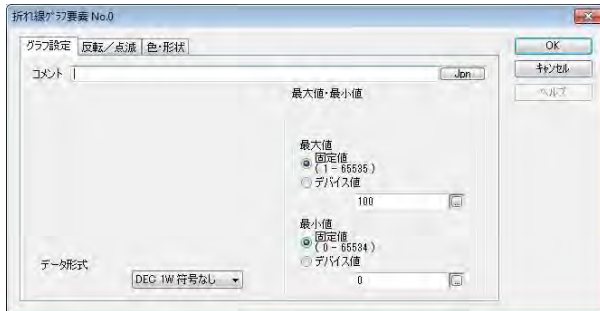 折れ線グラフ要素 No.0
グラフ設定 反転／点滅 色・形状
OK
キャンセル
ヘルプ
コメント
Jpn
最大値・最小値
最大値
固定値
( 1 - 65535 )
デバイス値
100
最小値
固定値
( 0 - 65534 )
デバイス値
0
データ形式
DEC 1W 符号なし